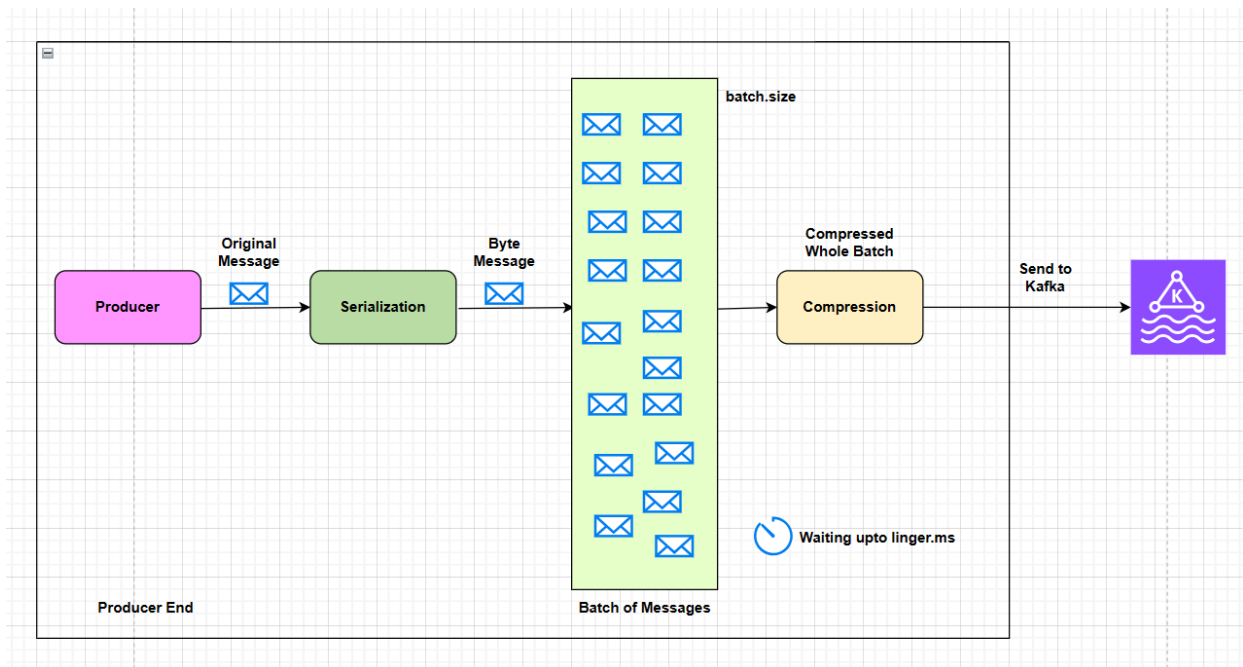 batch.size
Original
Message
Byte
Message
Compressed
Whole Batch
Send to
Kafka
Producer
Serialization
Compression
K
Waiting upto linger.ms
Producer End
Batch of Messages